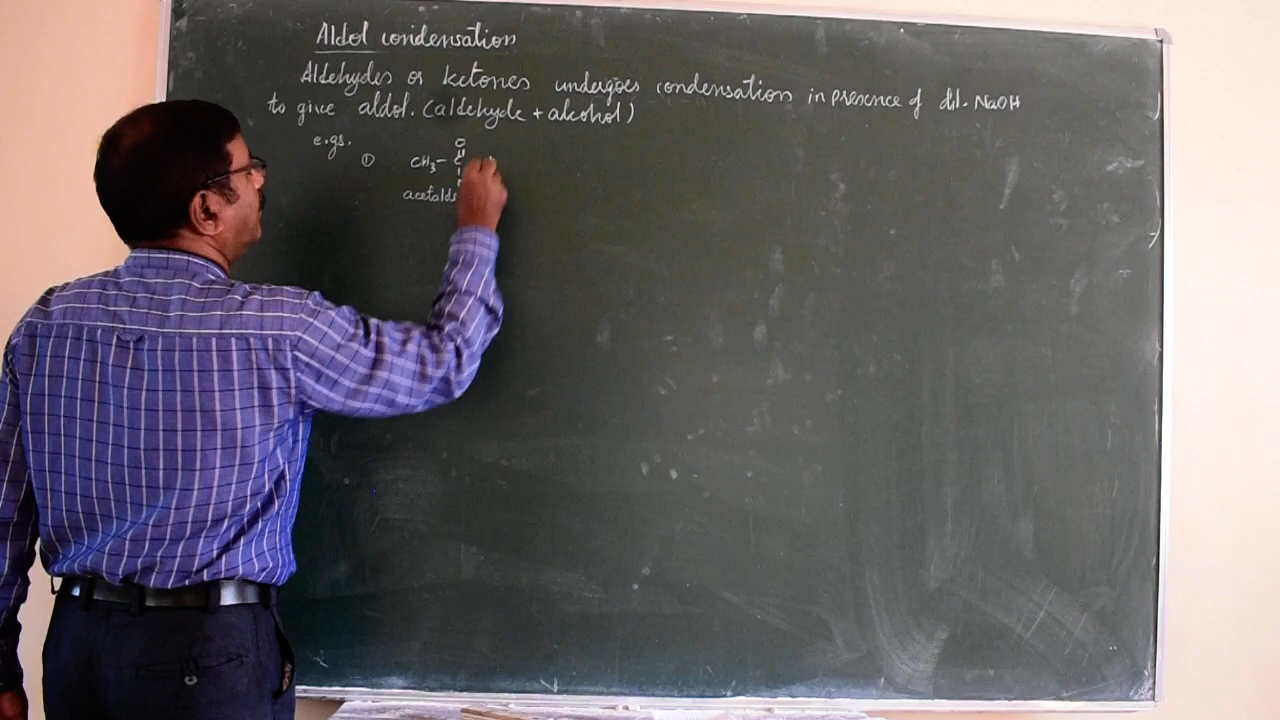 Aldol condensation
Aldehydes or ketones undergoes condensation in presence of dil. NaOH
to give aldol. (aldehyde + alcohol)
e.gs.
O
① CH₃ - C